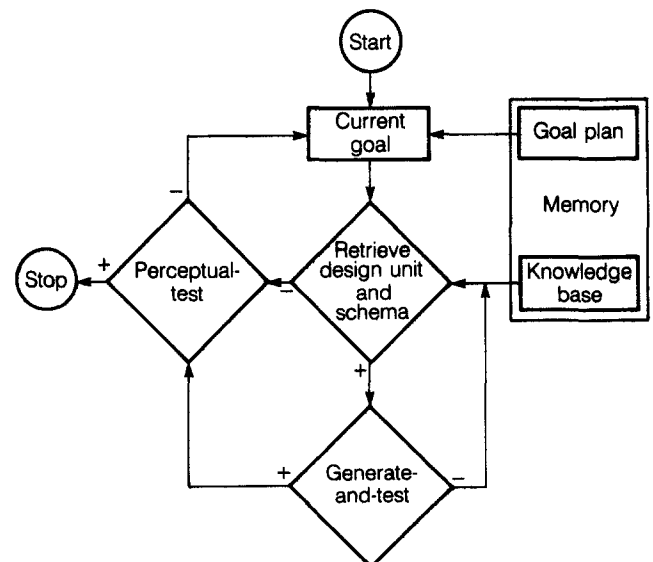 Start
Current
goal
Goal plan
Memory
−
+
Stop
Perceptual-
test
−
Retrieve
design unit
and
schema
Knowledge
base
+
+
Generate-
and-test
−